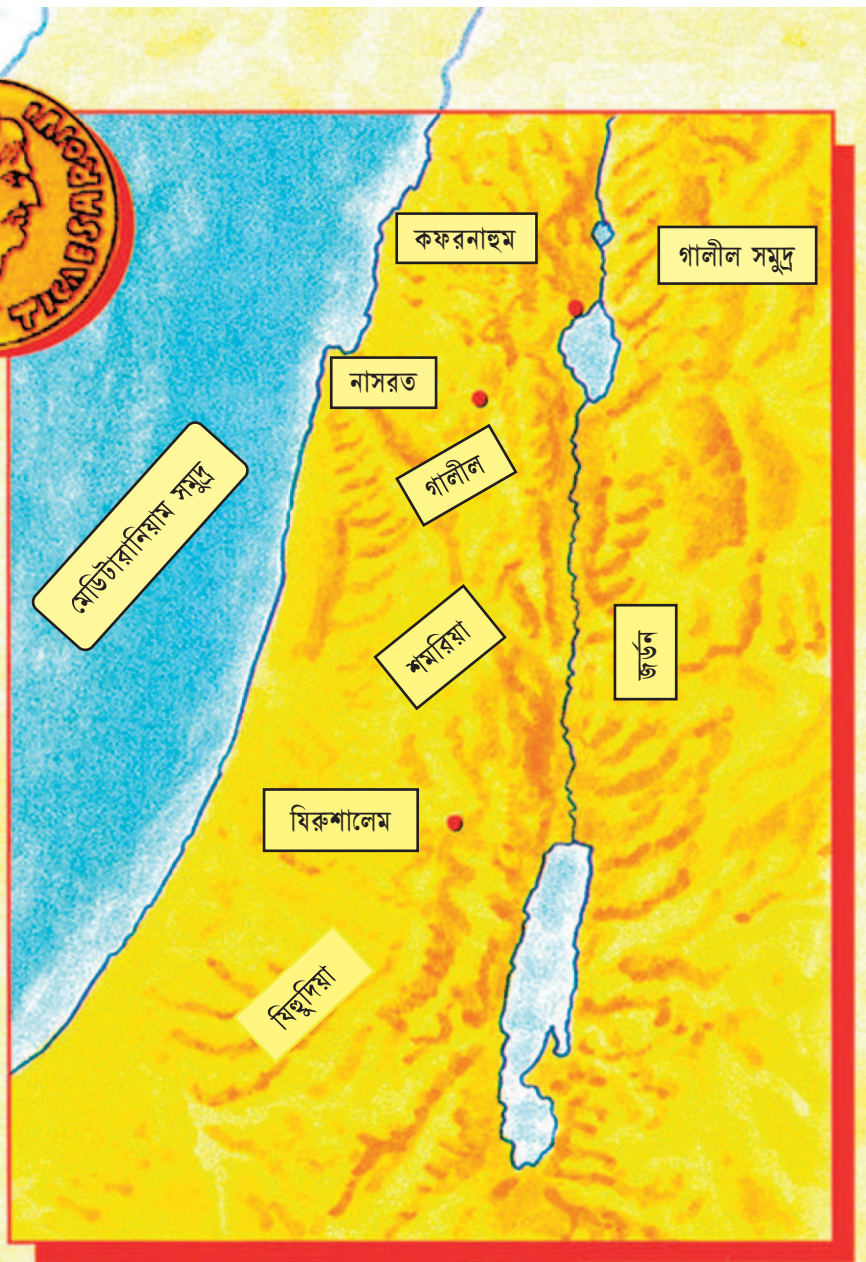 কফরনাহুম
গালীল সমুদ্র
নাসরত
গালীল
মেডিটারানিয়াম সমুদ্র
শমরিয়া
জর্ডন
যিরুশালেম
যিহুদিয়া